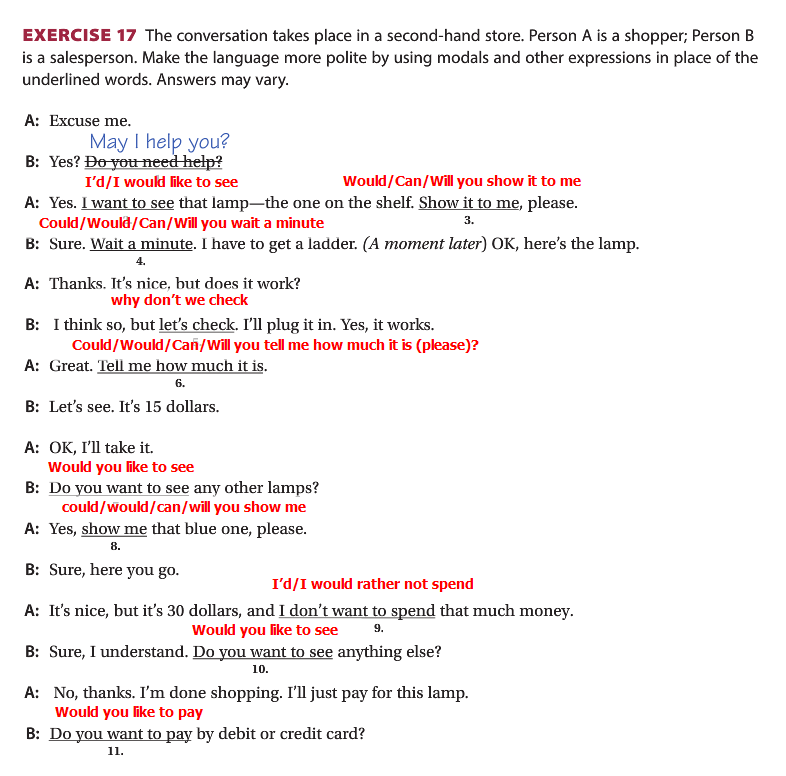 EXERCISE 17 The conversation takes place in a second-hand store. Person A is a shopper; Person B
is a salesperson. Make the language more polite by using modals and other expressions in place of the
underlined words. Answers may vary.
A: Excuse me.
May I help you?
B: Yes? Do you need help?
I'd/I would like to see Would/Can/Will you show it to me
A: Yes. I want to see that lamp—the one on the shelf. Show it to me, please.
3.
Could/Would/Can/Will you wait a minute
B: Sure. Wait a minute. I have to get a ladder. (A moment later) OK, here's the lamp.
4.
A: Thanks. It's nice, but does it work?
why don't we check
B: I think so, but let's check. I'll plug it in. Yes, it works.
Could/Would/Can/Will you tell me how much it is (please)?
A: Great. Tell me how much it is.
6.
B: Let's see. It's 15 dollars.
A: OK, I'll take it.
Would you like to see
B: Do you want to see any other lamps?
could/would/can/will you show me
A: Yes, show me that blue one, please.
8.
B: Sure, here you go.
I'd/I would rather not spend
A: It's nice, but it's 30 dollars, and I don't want to spend that much money.
9.
Would you like to see
B: Sure, I understand. Do you want to see anything else?
10.
A: No, thanks. I'm done shopping. I'll just pay for this lamp.
Would you like to pay
B: Do you want to pay by debit or credit card?
11.